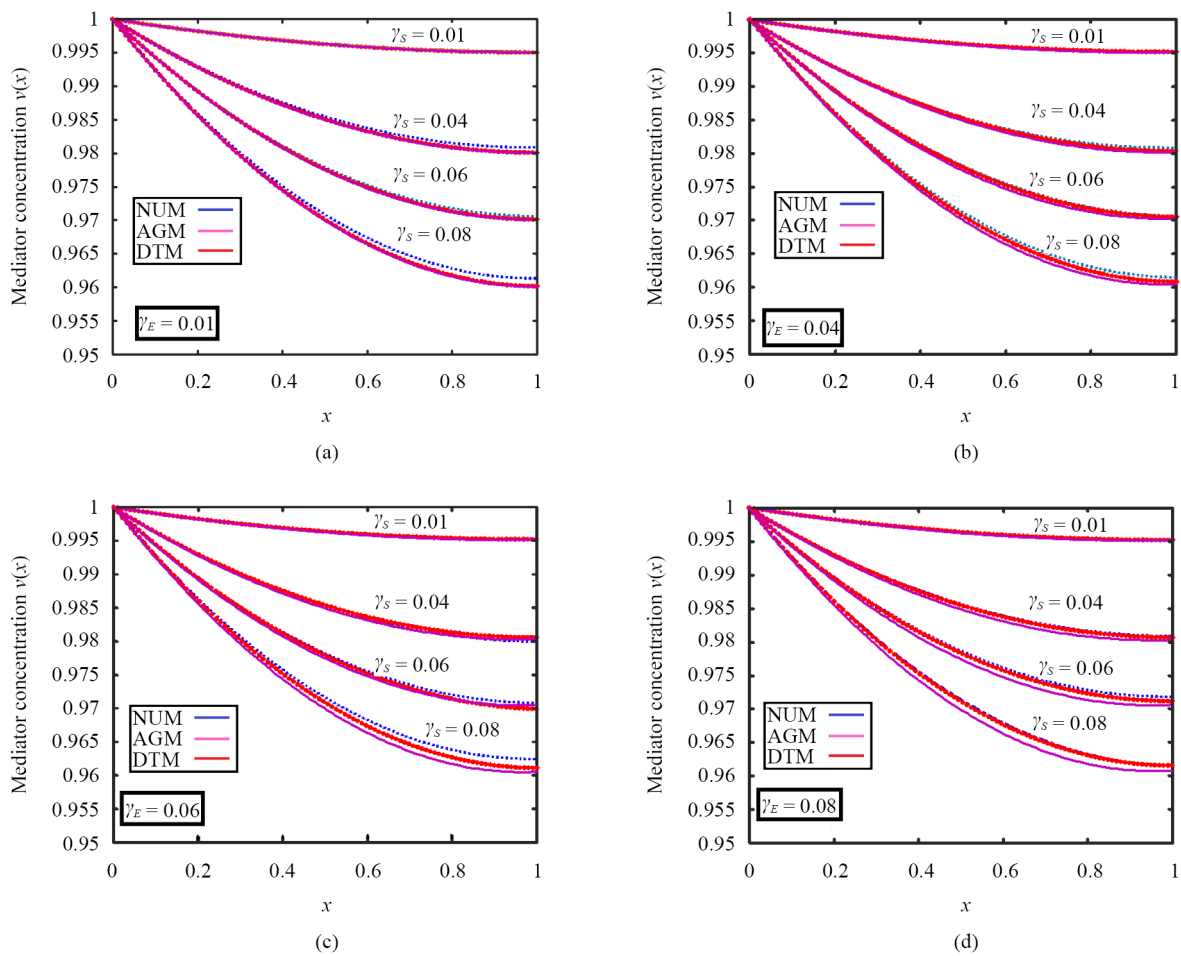 1
0.995
0.99
0.985
0.98
0.975
0.97
0.965
0.96
0.955
0.95
Mediator concentration v(x)
γS = 0.01
γS = 0.04
γS = 0.06
γS = 0.08
NUM
AGM
DTM
γE = 0.01
0 0.2 0.4 0.6 0.8 1
x
(a)
1
0.995
0.99
0.985
0.98
0.975
0.97
0.965
0.96
0.955
0.95
Mediator concentration v(x)
γS = 0.01
γS = 0.04
γS = 0.06
γS = 0.08
NUM
AGM
DTM
γE = 0.04
0 0.2 0.4 0.6 0.8 1
x
(b)
1
0.995
0.99
0.985
0.98
0.975
0.97
0.965
0.96
0.955
0.95
Mediator concentration v(x)
γS = 0.01
γS = 0.04
γS = 0.06
γS = 0.08
NUM
AGM
DTM
γE = 0.06
0 0.2 0.4 0.6 0.8 1
x
(c)
1
0.995
0.99
0.985
0.98
0.975
0.97
0.965
0.96
0.955
0.95
Mediator concentration v(x)
γS = 0.01
γS = 0.04
γS = 0.06
γS = 0.08
NUM
AGM
DTM
γE = 0.08
0 0.2 0.4 0.6 0.8 1
x
(d)